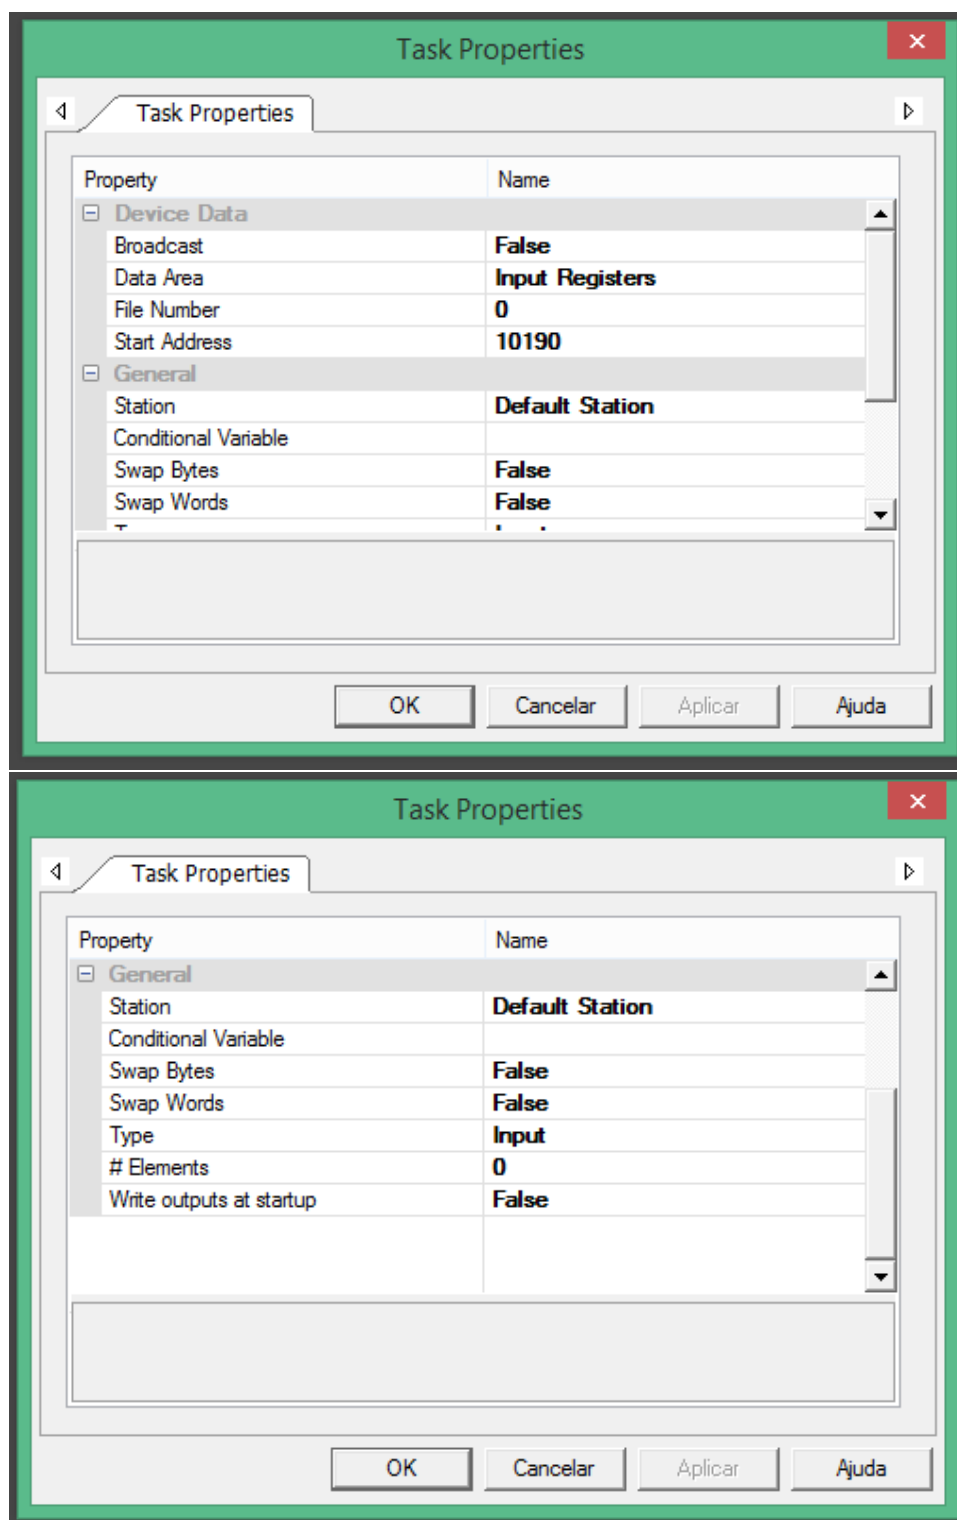 Task Properties
Task Properties
Property Name
Device Data
Broadcast False
Data Area Input Registers
File Number 0
Start Address 10190
General
Station Default Station
Conditional Variable
Swap Bytes False
Swap Words False
OK Cancelar Aplicar Ajuda
Task Properties
Task Properties
Property Name
General
Station Default Station
Conditional Variable
Swap Bytes False
Swap Words False
Type Input
# Elements 0
Write outputs at startup False
OK Cancelar Aplicar Ajuda